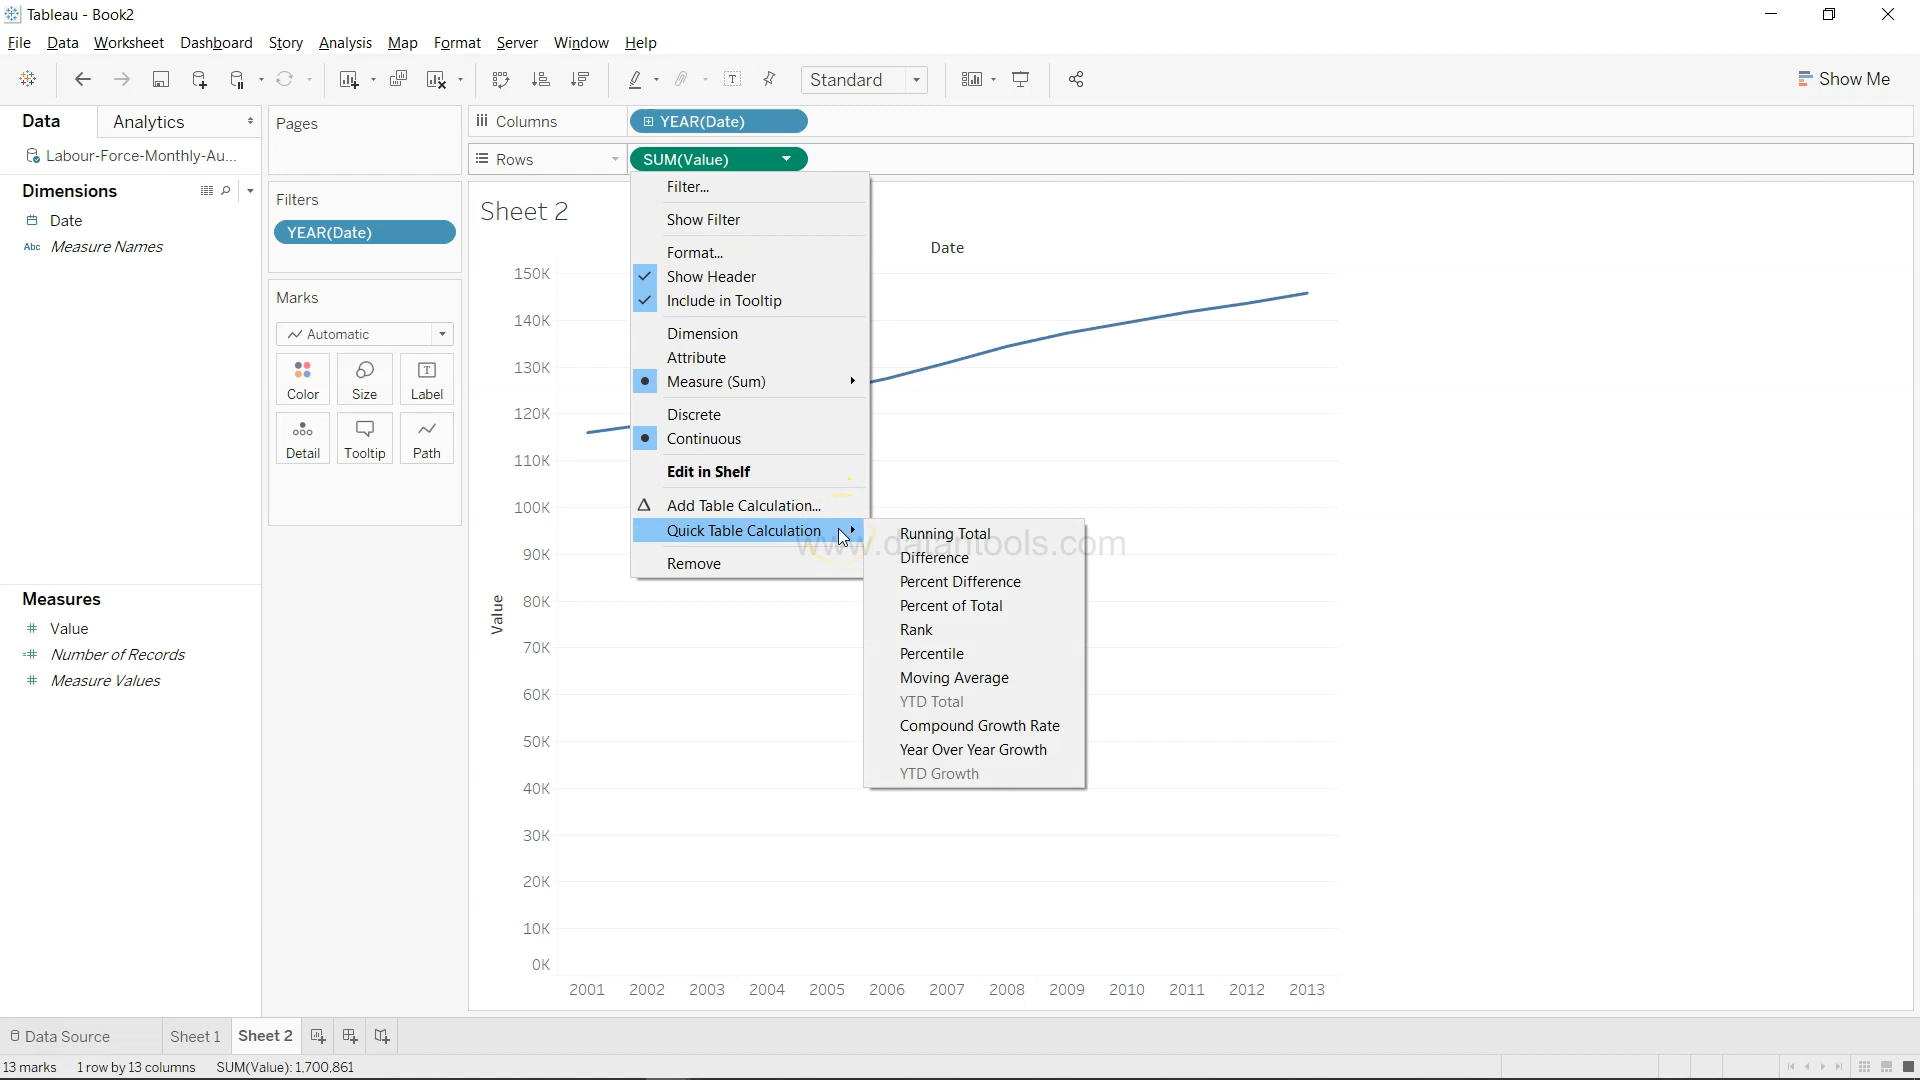 Tableau - Book2
File Data Worksheet Dashboard Story Analysis Map Format Server Window Help
Standard
Show Me
Data Analytics
Labour-Force-Monthly-Au...
Dimensions
Date
Abc Measure Names
Measures
Value
Number of Records
Measure Values
Pages
Filters
YEAR(Date)
Marks
Automatic
Color Size Label
Detail Tooltip Path
Columns YEAR(Date)
Rows SUM(Value)
Sheet 2
Date
Filter...
Show Filter
Format...
Show Header
Include in Tooltip
Dimension
Attribute
Measure (Sum)
Discrete
Continuous
Edit in Shelf
Add Table Calculation...
Quick Table Calculation
Remove
Running Total
Difference
Percent Difference
Percent of Total
Rank
Percentile
Moving Average
YTD Total
Compound Growth Rate
Year Over Year Growth
YTD Growth
www.datantools.com
Value
150K
140K
130K
120K
110K
100K
90K
80K
70K
60K
50K
40K
30K
20K
10K
0K
2001 2002 2003 2004 2005 2006 2007 2008 2009 2010 2011 2012 2013
Data Source Sheet 1 Sheet 2
13 marks 1 row by 13 columns SUM(Value): 1,700,861